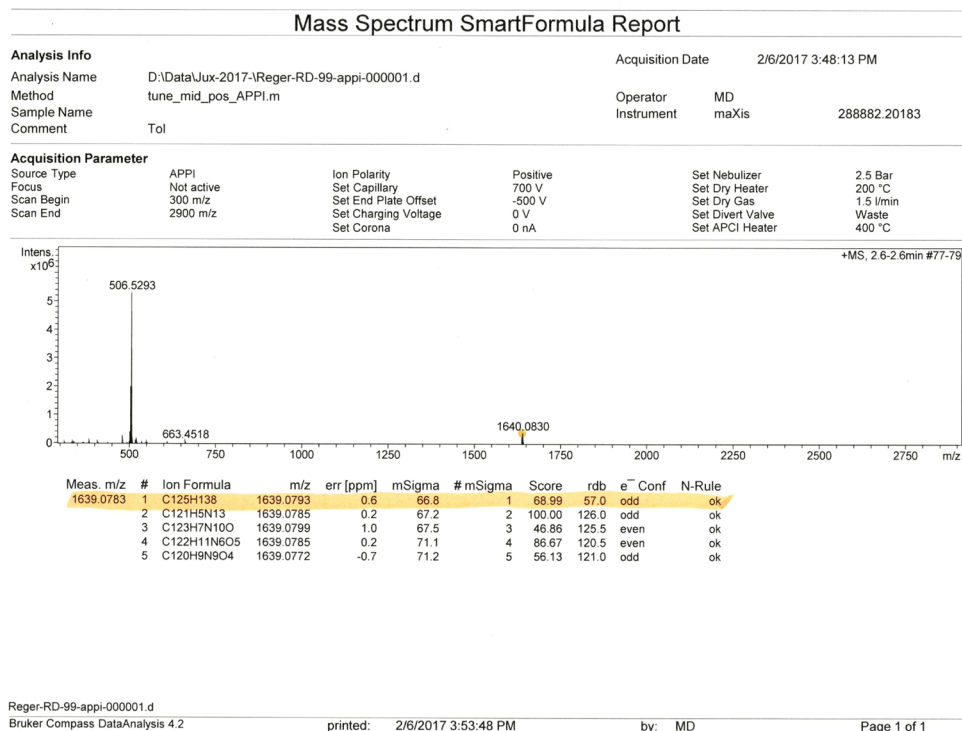 Mass Spectrum SmartFormula Report
Analysis Info
Acquisition Date 2/6/2017 3:48:13 PM
Analysis Name D:\Data\Jux-2017-\Reger-RD-99-appi-000001.d
Method tune_mid_pos_APPI.m
Operator MD
Sample Name
Instrument maXis 288882.20183
Comment Tol
Acquisition Parameter
Source Type APPI Ion Polarity Positive Set Nebulizer 2.5 Bar
Focus Not active Set Capillary 700 V Set Dry Heater 200 °C
Scan Begin 300 m/z Set End Plate Offset -500 V Set Dry Gas 1.5 l/min
Scan End 2900 m/z Set Charging Voltage 0 V Set Divert Valve Waste
Set Corona 0 nA Set APCI Heater 400 °C
Intens.
x10⁶
+MS, 2.6-2.6min #77-79
506.5293
5
4
3
2
1
0
663.4518
1640.0830
500 750 1000 1250 1500 1750 2000 2250 2500 2750 m/z
Meas. m/z # Ion Formula m/z err [ppm] mSigma # mSigma Score rdb e⁻ Conf N-Rule
1639.0783 1 C125H138 1639.0793 0.6 66.8 1 68.99 57.0 odd ok
2 C121H5N13 1639.0785 0.2 67.2 2 100.00 126.0 odd ok
3 C123H7N10O 1639.0799 1.0 67.5 3 46.86 125.5 even ok
4 C122H11N6O5 1639.0785 0.2 71.1 4 86.67 120.5 even ok
5 C120H9N9O4 1639.0772 -0.7 71.2 5 56.13 121.0 odd ok
Reger-RD-99-appi-000001.d
Bruker Compass DataAnalysis 4.2 printed: 2/6/2017 3:53:48 PM by: MD Page 1 of 1